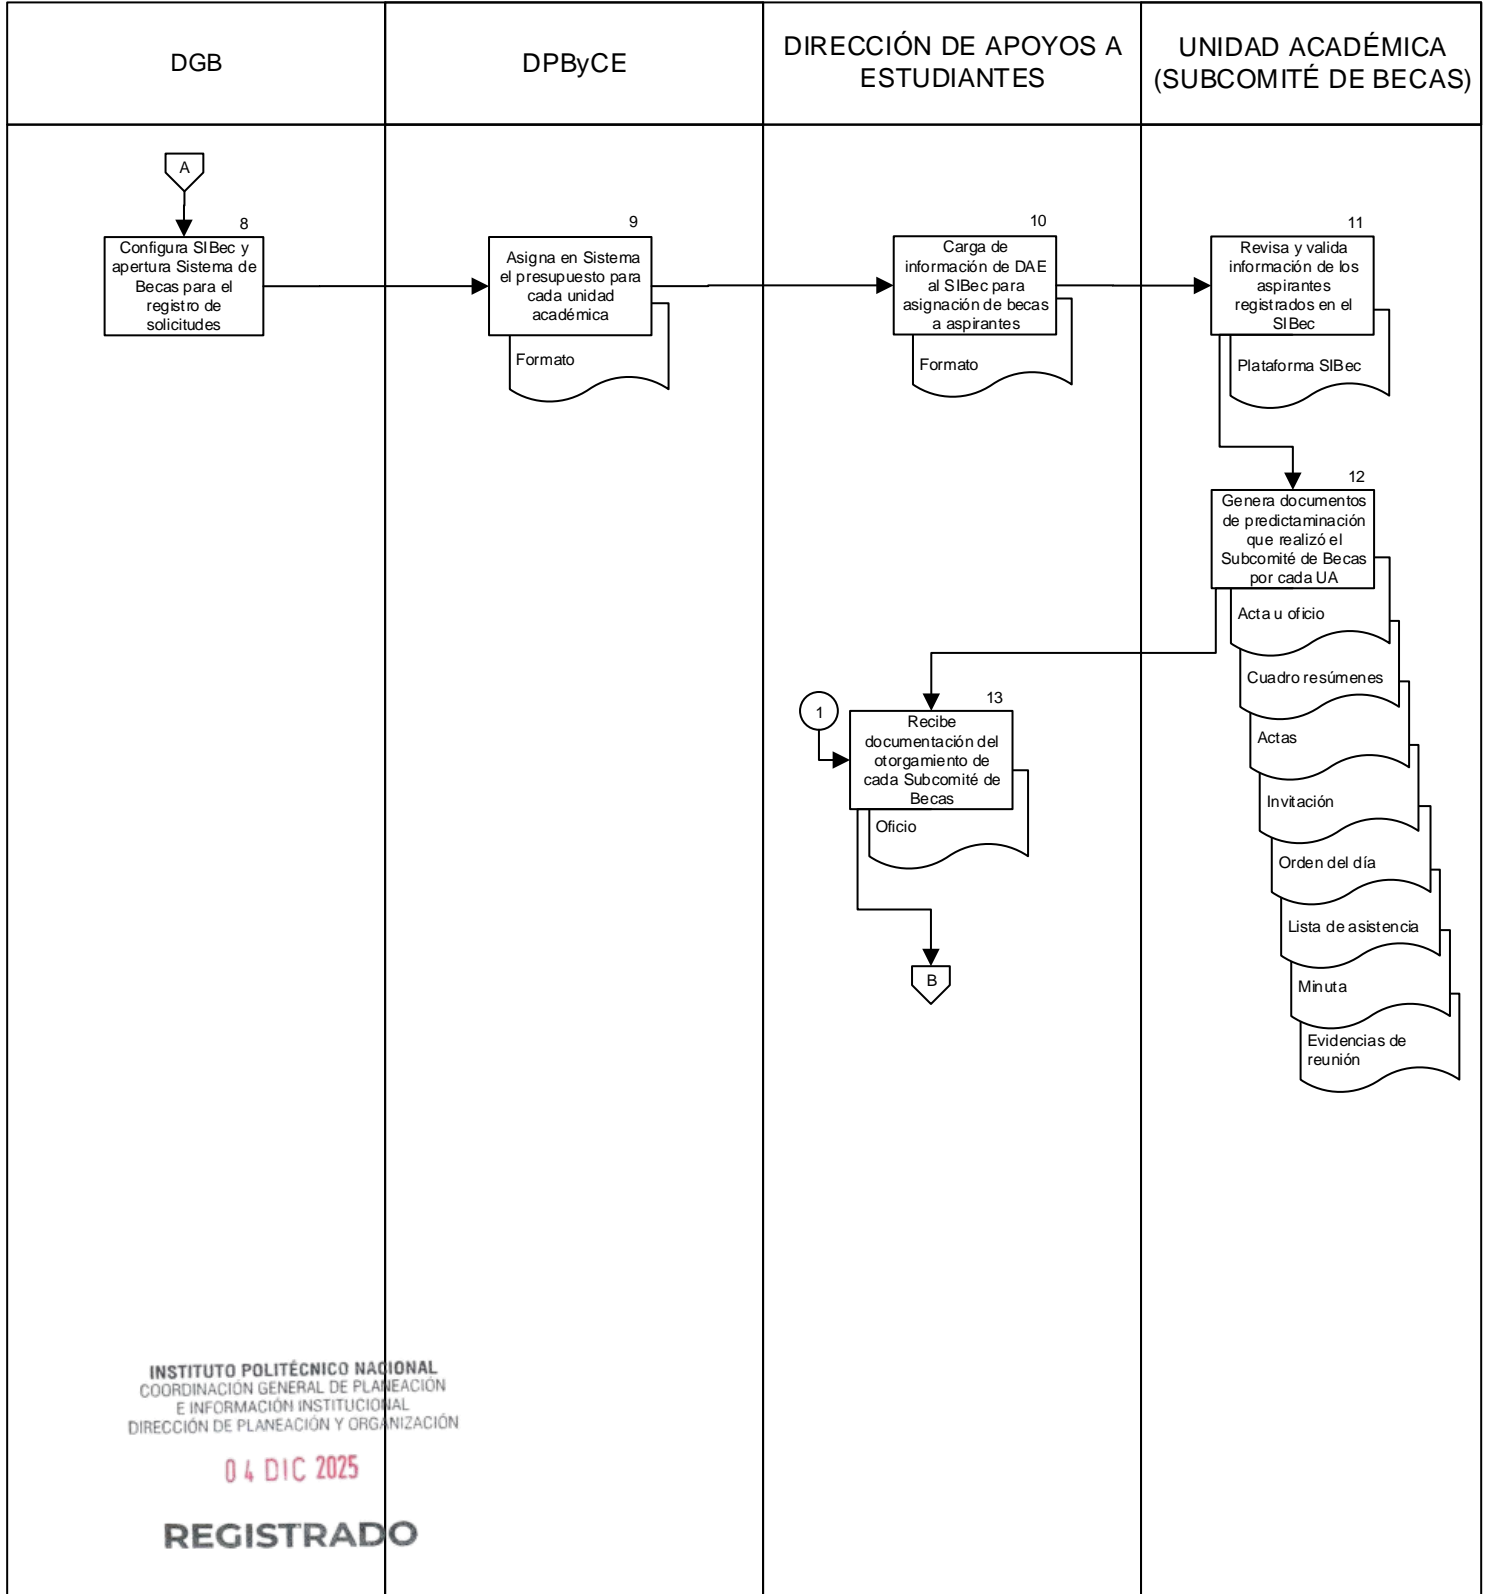 DGB
DPByCE
DIRECCIÓN DE APOYOS A
ESTUDIANTES
UNIDAD ACADÉMICA
(SUBCOMITÉ DE BECAS)
A
8
Configura SIBec y
apertura Sistema de
Becas para el
registro de
solicitudes
9
Asigna en Sistema
el presupuesto para
cada unidad
académica
Formato
10
Carga de
información de DAE
al SIBec para
asignación de becas
a aspirantes
Formato
11
Revisa y valida
información de los
aspirantes
registrados en el
SIBec
Plataforma SIBec
12
Genera documentos
de predictaminación
que realizó el
Subcomité de Becas
por cada UA
Acta u oficio
Cuadro resúmenes
Actas
Invitación
Orden del día
Lista de asistencia
Minuta
Evidencias de
reunión
1
13
Recibe
documentación del
otorgamiento de
cada Subcomité de
Becas
Oficio
B
INSTITUTO POLITÉCNICO NACIONAL
COORDINACIÓN GENERAL DE PLANEACIÓN
E INFORMACIÓN INSTITUCIONAL
DIRECCIÓN DE PLANEACIÓN Y ORGANIZACIÓN
04 DIC 2025
REGISTRADO